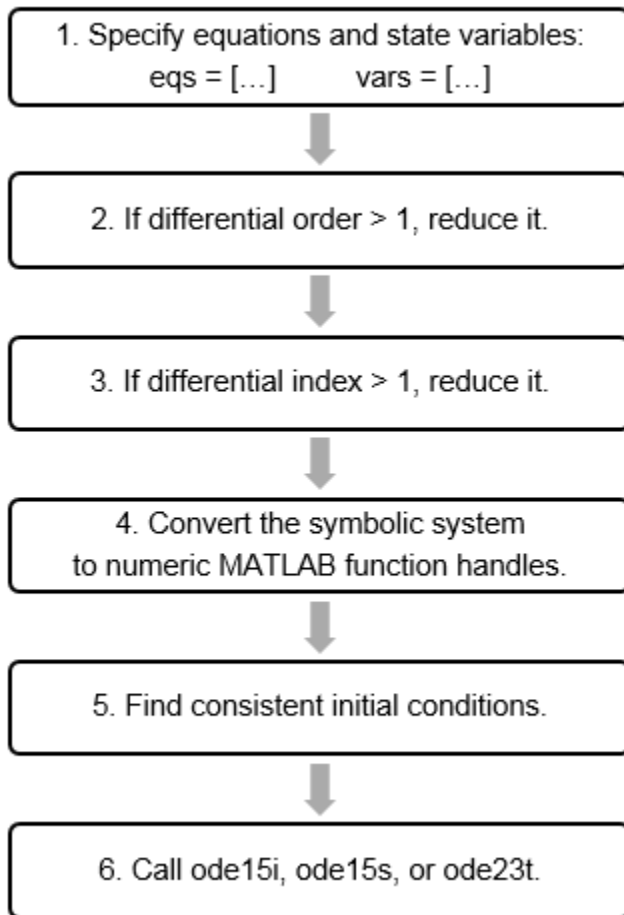 1. Specify equations and state variables:
eqs = [...] vars = [...]
2. If differential order > 1, reduce it.
3. If differential index > 1, reduce it.
4. Convert the symbolic system
to numeric MATLAB function handles.
5. Find consistent initial conditions.
6. Call ode15i, ode15s, or ode23t.